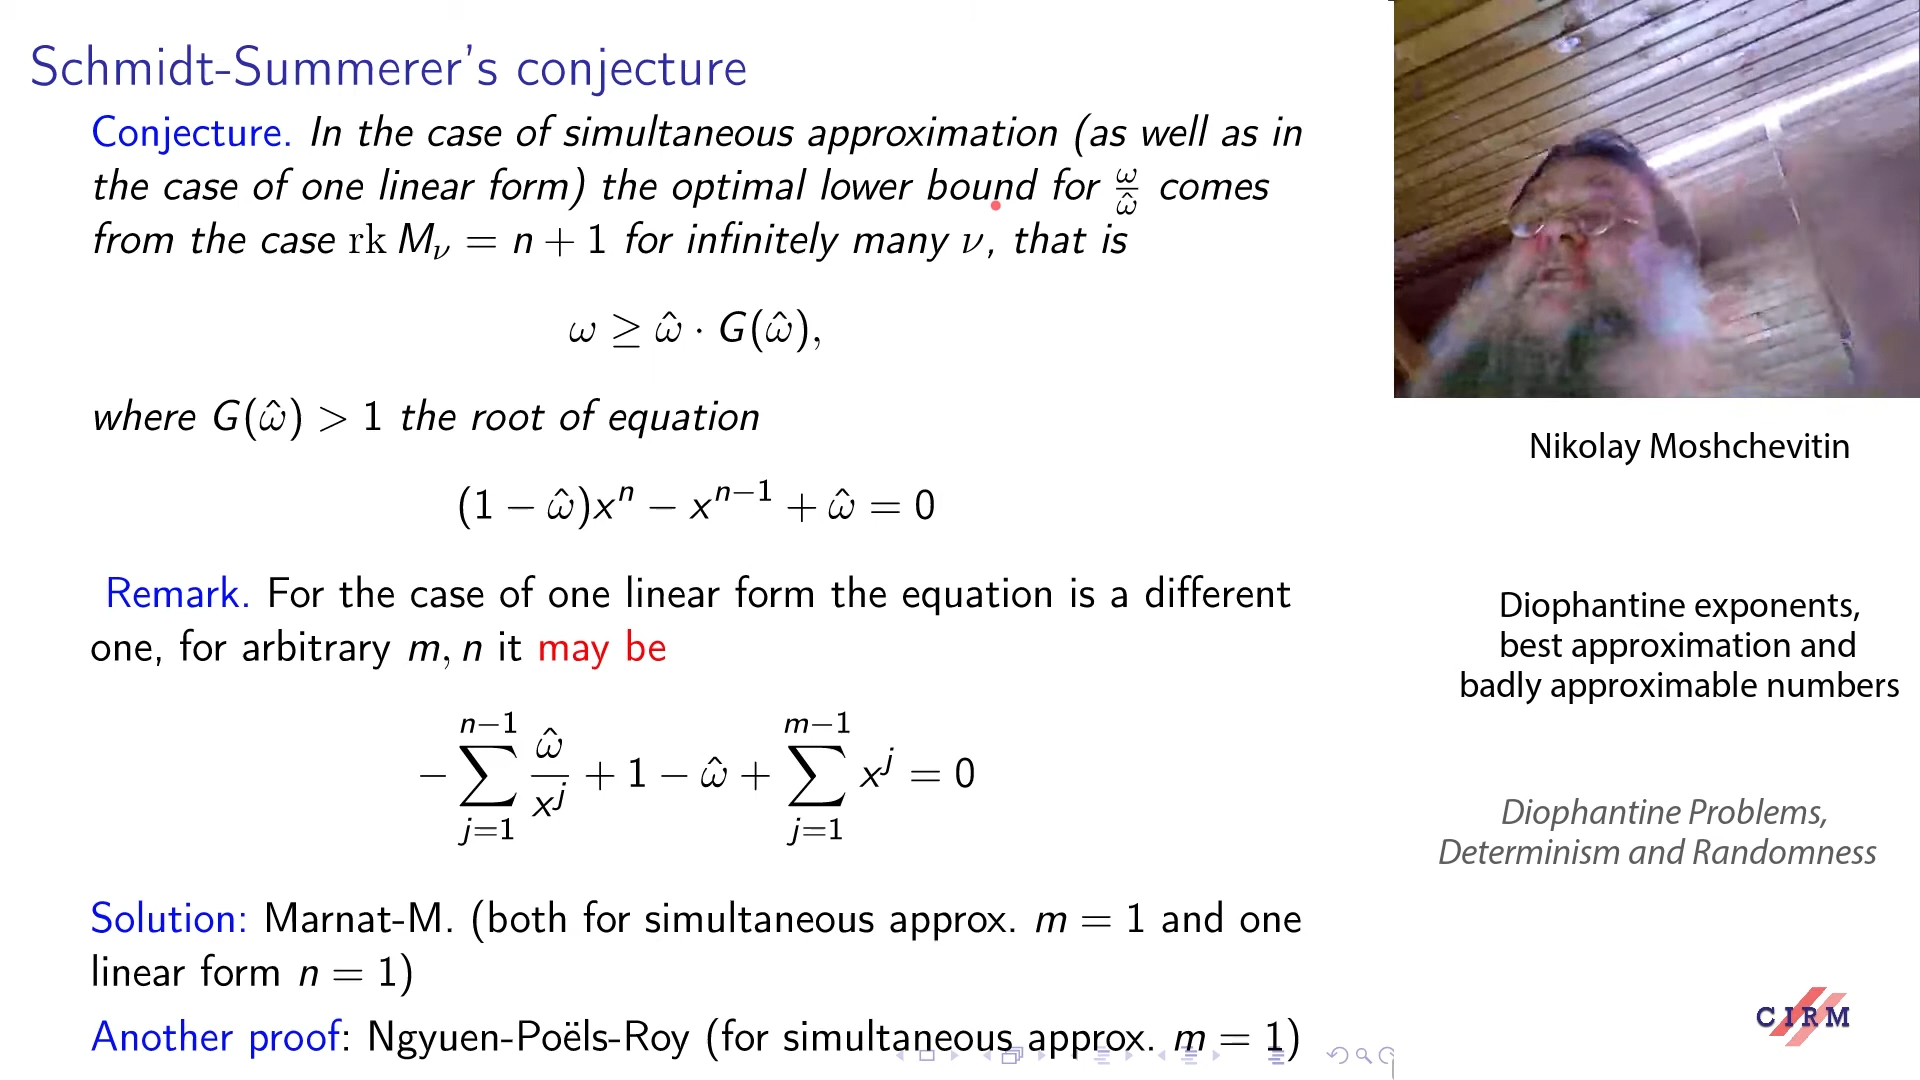 Schmidt-Summerer's conjecture
Conjecture. In the case of simultaneous approximation (as well as in
the case of one linear form) the optimal lower bound for ω/ω̂ comes
from the case rk M_ν = n + 1 for infinitely many ν, that is
ω ≥ ω̂ · G(ω̂),
where G(ω̂) > 1 the root of equation
(1 − ω̂)x^n − x^{n−1} + ω̂ = 0
Remark. For the case of one linear form the equation is a different
one, for arbitrary m, n it may be
− ∑_{j=1}^{n−1} ω̂/x^j + 1 − ω̂ + ∑_{j=1}^{m−1} x^j = 0
Solution: Marnat-M. (both for simultaneous approx. m = 1 and one
linear form n = 1)
Another proof: Ngyuen-Poëls-Roy (for simultaneous approx. m = 1)
Nikolay Moshchevitin
Diophantine exponents,
best approximation and
badly approximable numbers
Diophantine Problems,
Determinism and Randomness
CIRM